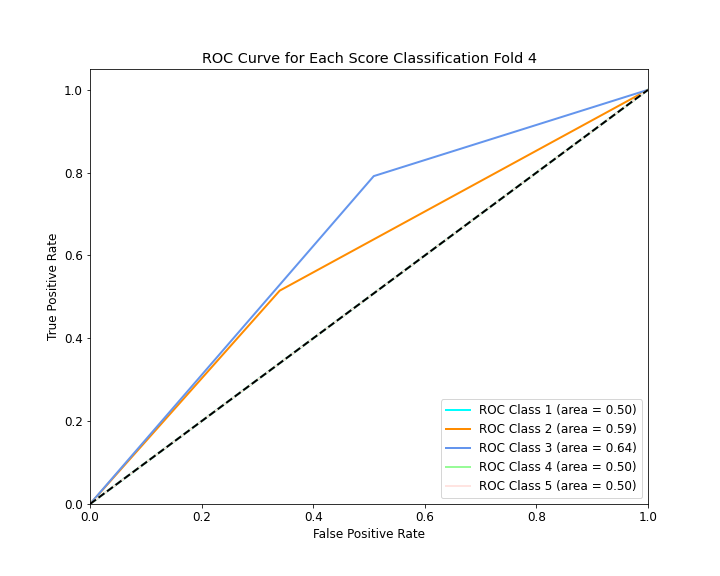 ROC Curve for Each Score Classification Fold 4
True Positive Rate
1.0
0.8
0.6
0.4
0.2
0.0
0.0 0.2 0.4 0.6 0.8 1.0
False Positive Rate
ROC Class 1 (area = 0.50)
ROC Class 2 (area = 0.59)
ROC Class 3 (area = 0.64)
ROC Class 4 (area = 0.50)
ROC Class 5 (area = 0.50)